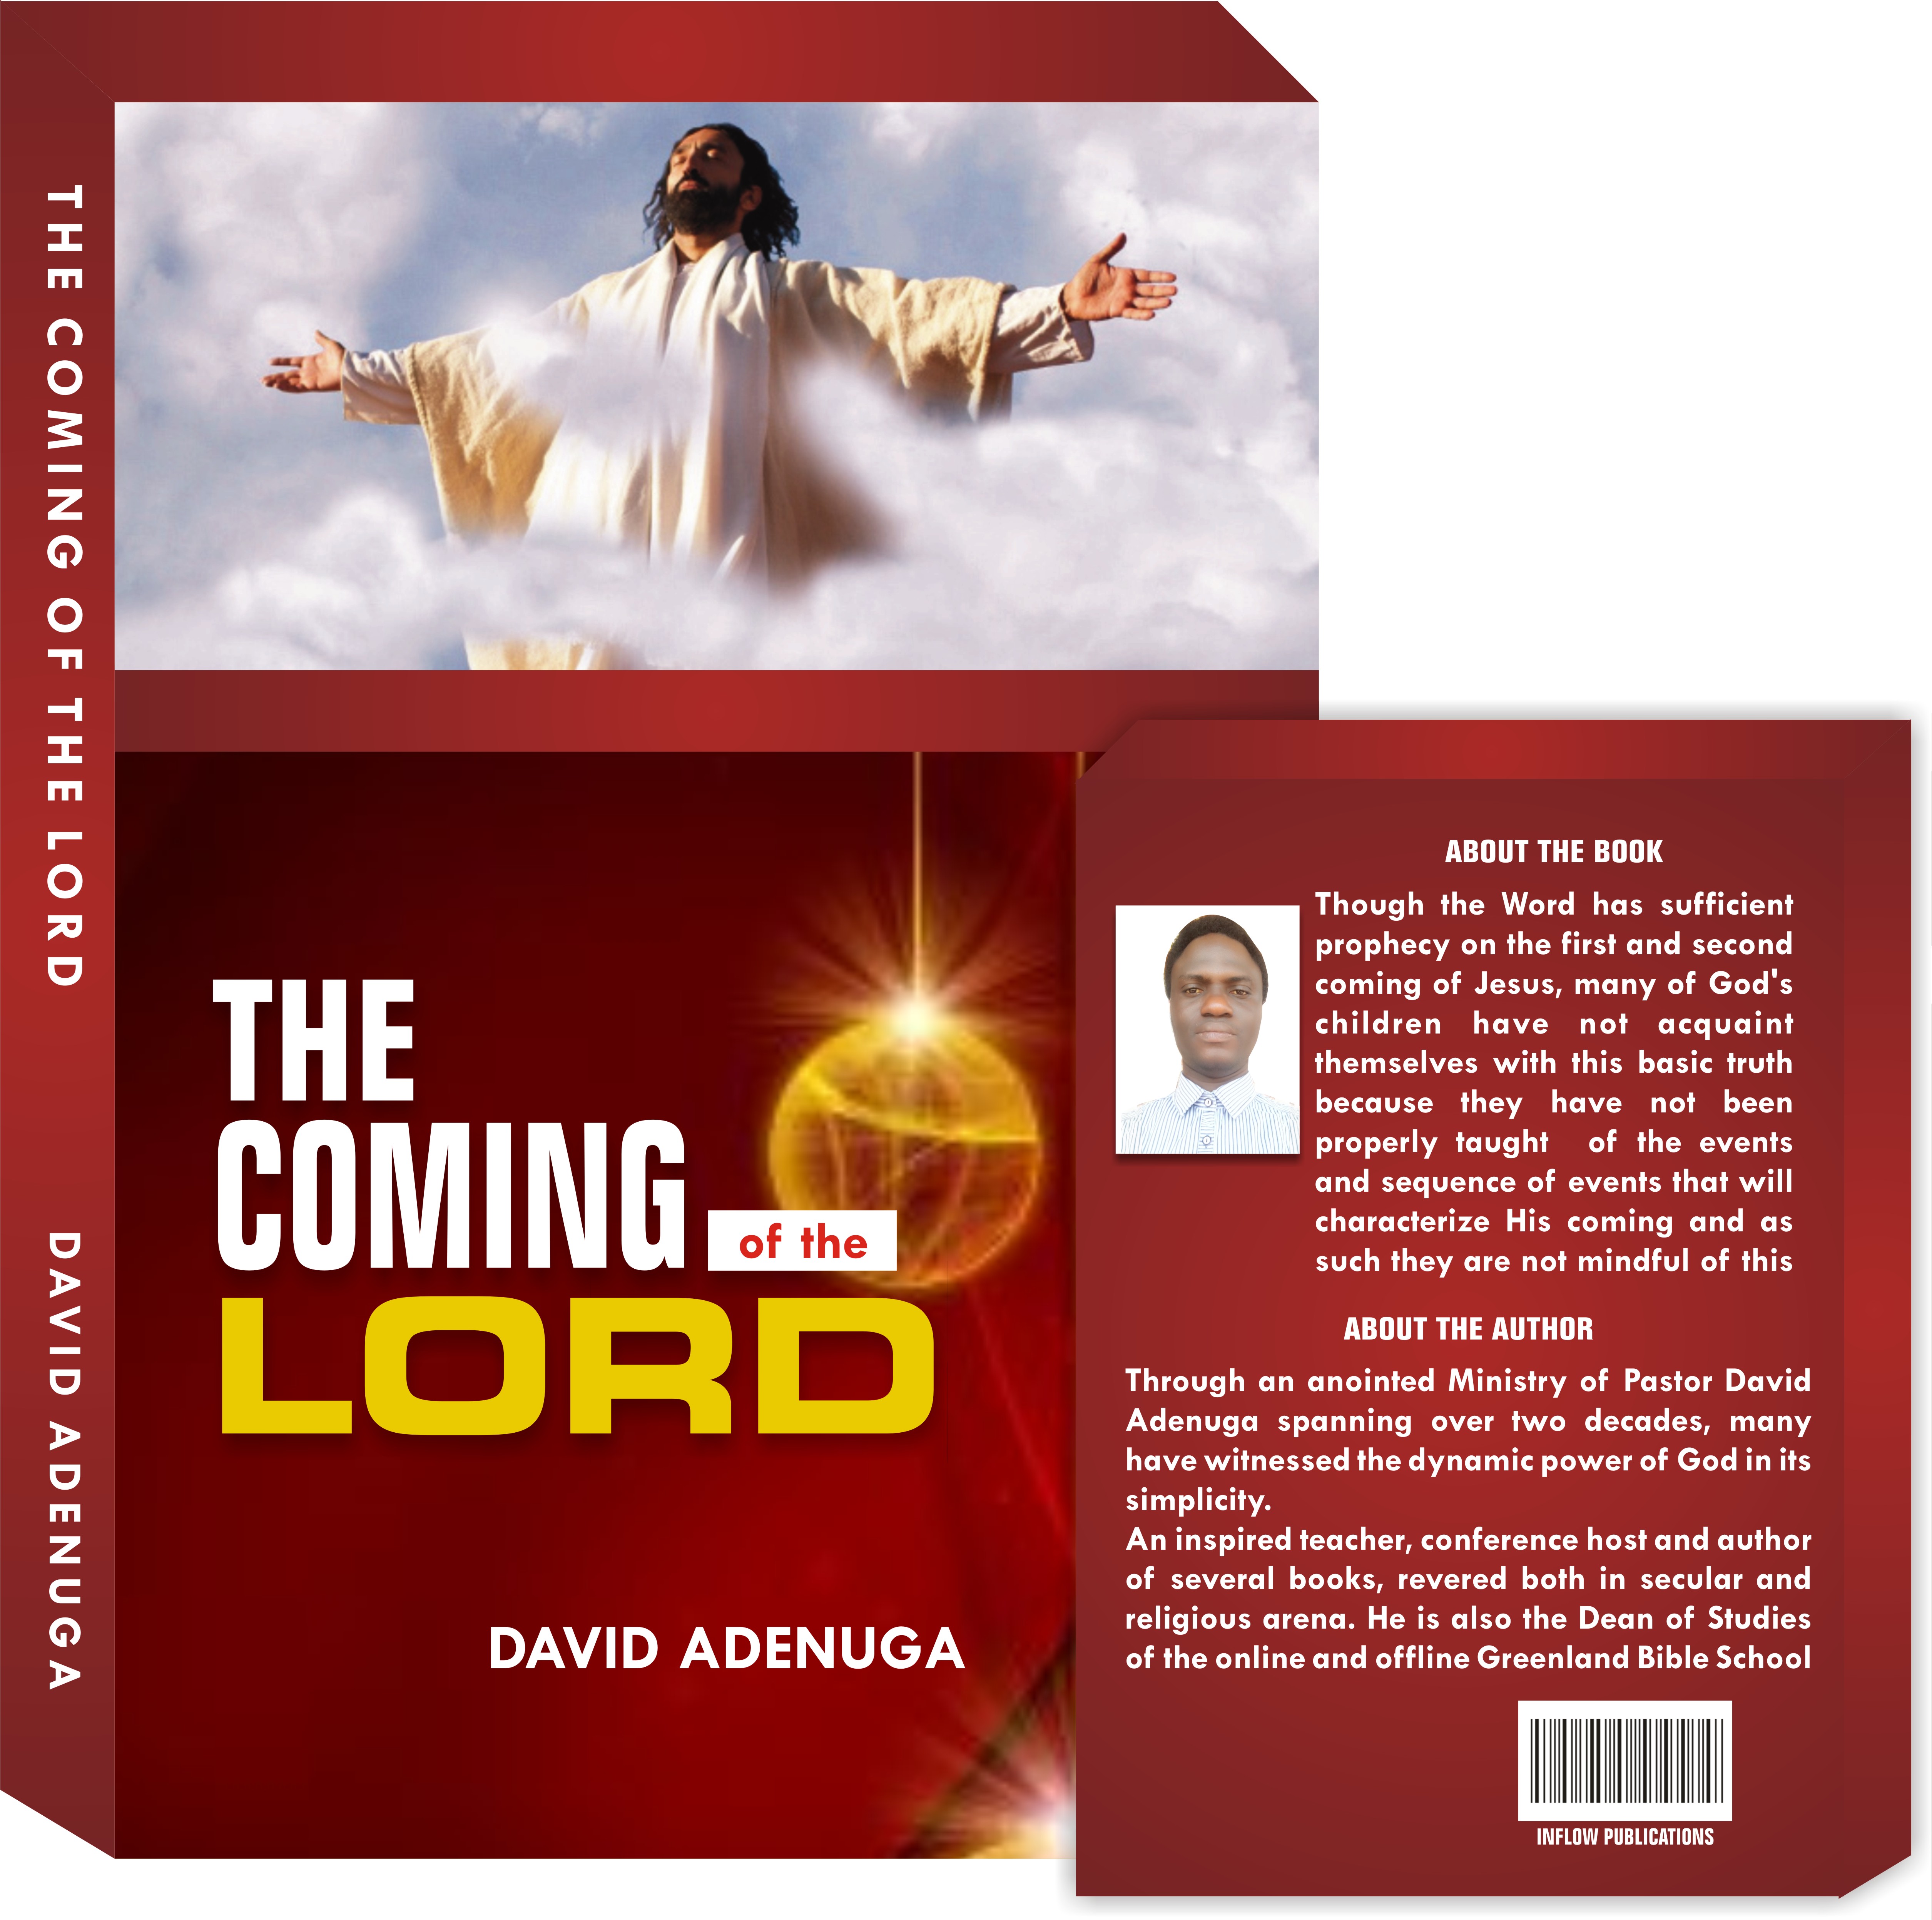 THE COMING OF THE LORD
DAVID ADENUGA
THE
COMING
of the
LORD
DAVID ADENUGA
ABOUT THE BOOK
Though the Word has sufficient
prophecy on the first and second
coming of Jesus, many of God's
children have not acquaint
themselves with this basic truth
because they have not been
properly taught of the events
and sequence of events that will
characterize His coming and as
such they are not mindful of this
ABOUT THE AUTHOR
Through an anointed Ministry of Pastor David
Adenuga spanning over two decades, many
have witnessed the dynamic power of God in its
simplicity.
An inspired teacher, conference host and author
of several books, revered both in secular and
religious arena. He is also the Dean of Studies
of the online and offline Greenland Bible School
INFLOW PUBLICATIONS